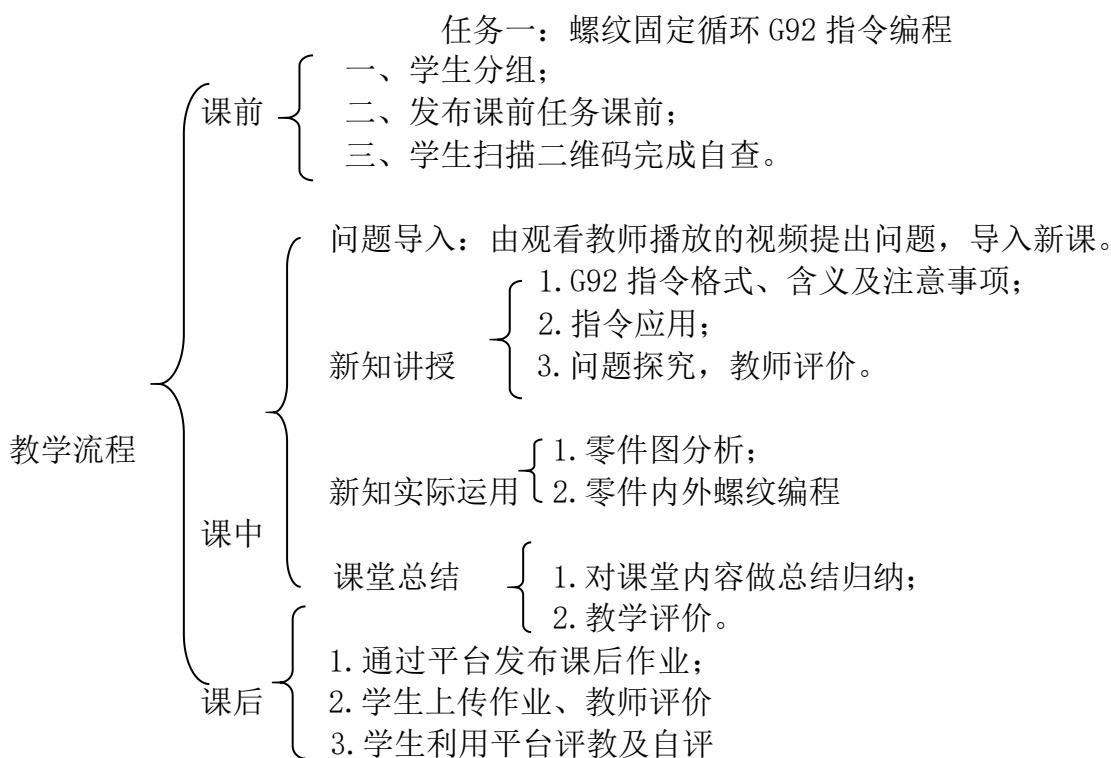 任务一：螺纹固定循环 G92 指令编程
教学流程
课前
一、学生分组；
二、发布课前任务课前；
三、学生扫描二维码完成自查。
课中
问题导入：由观看教师播放的视频提出问题，导入新课。
新知讲授
1.G92 指令格式、含义及注意事项；
2.指令应用；
3.问题探究，教师评价。
新知实际运用
1.零件图分析；
2.零件内外螺纹编程
课堂总结
1.对课堂内容做总结归纳；
2.教学评价。
课后
1.通过平台发布课后作业；
2.学生上传作业、教师评价
3.学生利用平台评教及自评